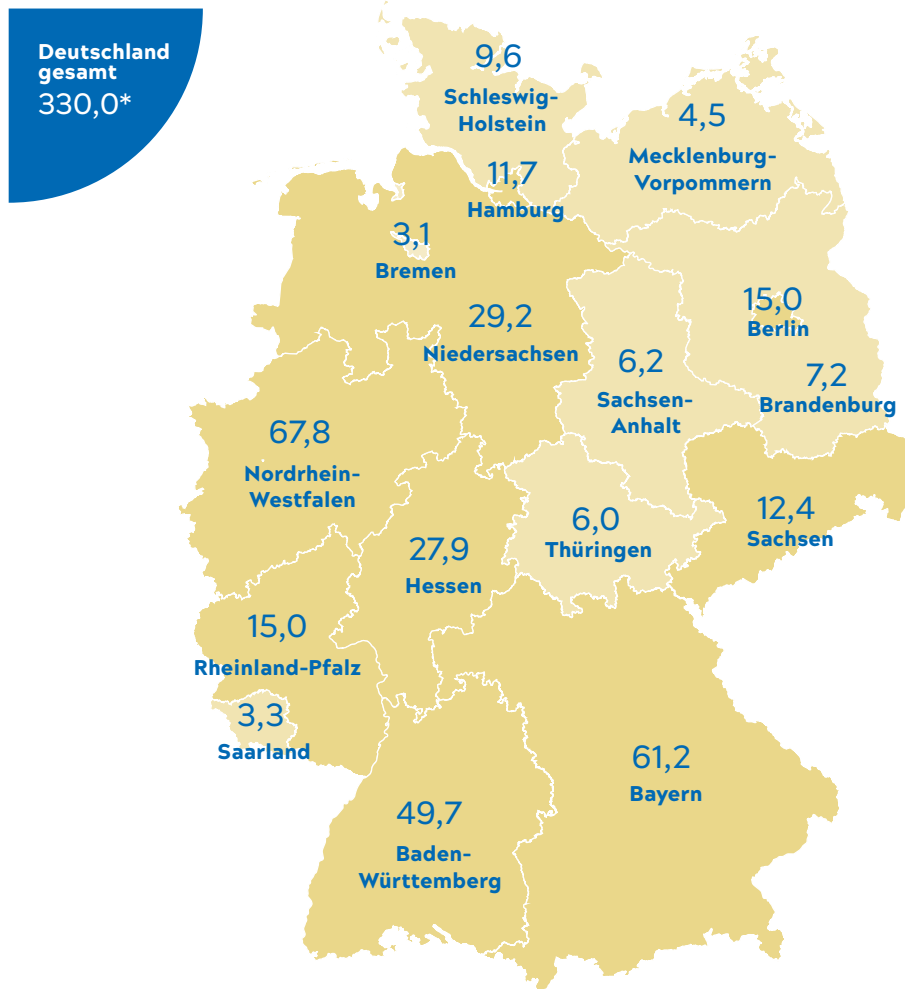 Deutschland
gesamt
330,0*
9,6
Schleswig-
Holstein
4,5
Mecklenburg-
Vorpommern
11,7
Hamburg
3,1
Bremen
29,2
Niedersachsen
15,0
Berlin
7,2
Brandenburg
6,2
Sachsen-
Anhalt
67,8
Nordrhein-
Westfalen
12,4
Sachsen
6,0
Thüringen
27,9
Hessen
15,0
Rheinland-Pfalz
3,3
Saarland
61,2
Bayern
49,7
Baden-
Württemberg